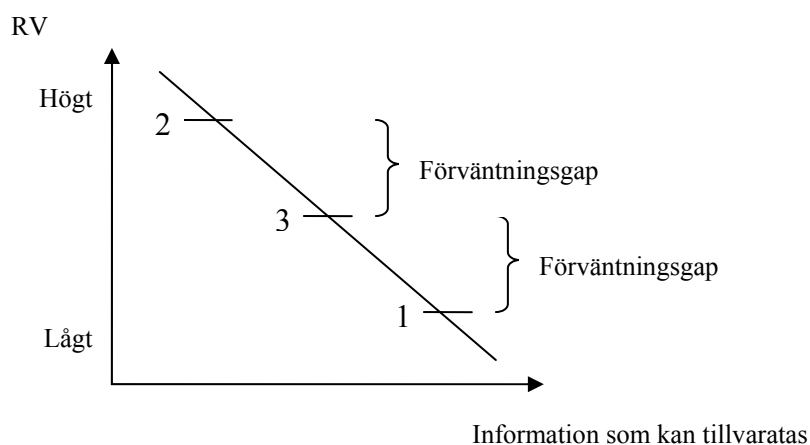 RV
Högt
2
Förväntningsgap
3
Förväntningsgap
1
Lågt
Information som kan tillvaratas